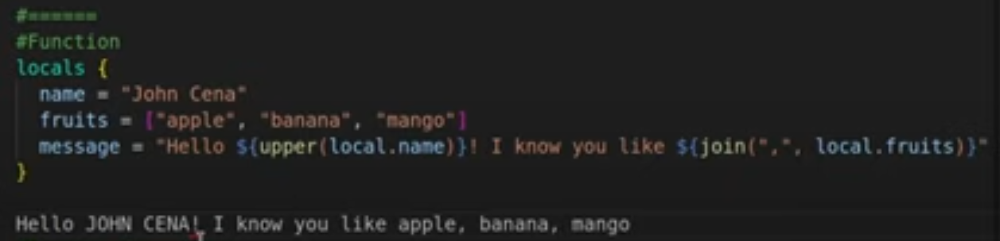 #======
#Function
locals {
  name = "John Cena"
  fruits = ["apple", "banana", "mango"]
  message = "Hello ${upper(local.name)}! I know you like ${join(",", local.fruits)}"
}
Hello JOHN CENA! I know you like apple, banana, mango